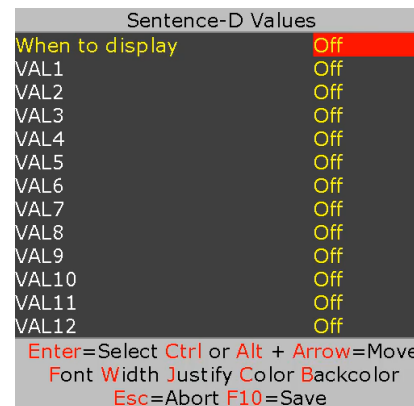 Sentence-D Values
When to display Off
VAL1 Off
VAL2 Off
VAL3 Off
VAL4 Off
VAL5 Off
VAL6 Off
VAL7 Off
VAL8 Off
VAL9 Off
VAL10 Off
VAL11 Off
VAL12 Off
Enter=Select Ctrl or Alt + Arrow=Move
Font Width Justify Color Backcolor
Esc=Abort F10=Save